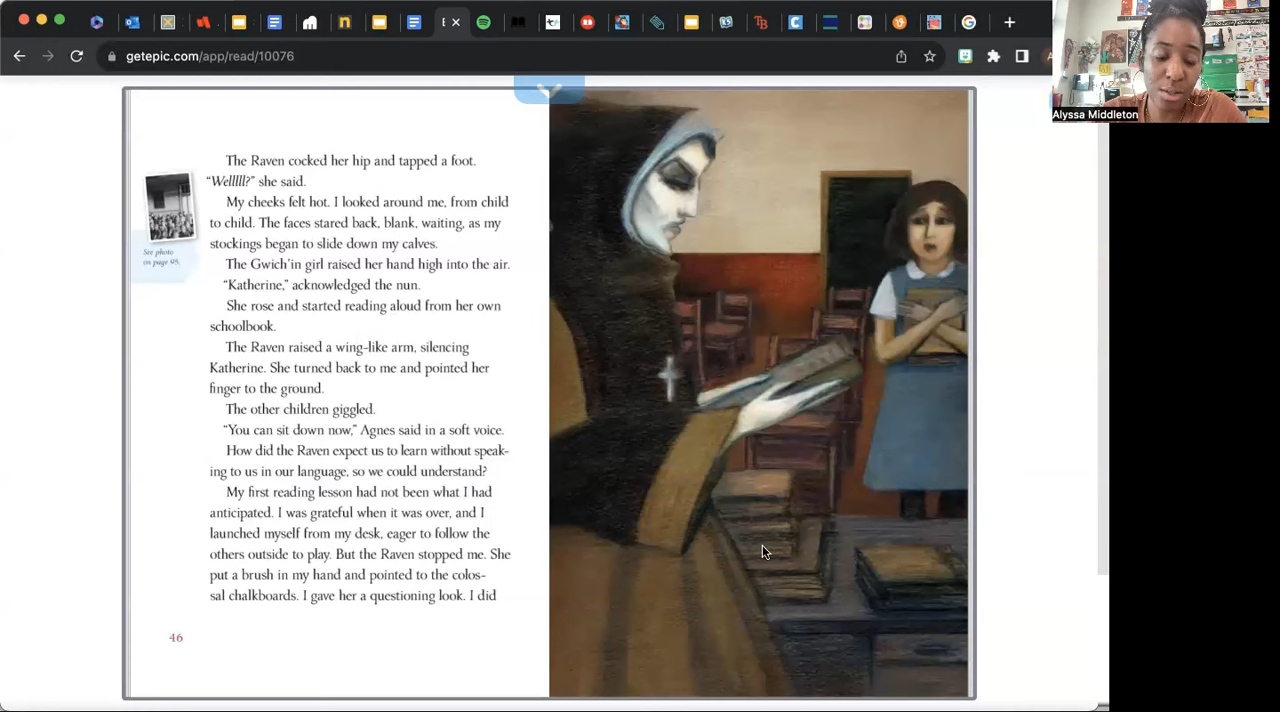 getepic.com/app/read/10076
Alyssa Middleton
The Raven cocked her hip and tapped a foot.
“Welllll?” she said.
My cheeks felt hot. I looked around me, from child
to child. The faces stared back, blank, waiting, as my
stockings began to slide down my calves.
The Gwich’in girl raised her hand high into the air.
“Katherine,” acknowledged the nun.
She rose and started reading aloud from her own
schoolbook.
The Raven raised a wing-like arm, silencing
Katherine. She turned back to me and pointed her
finger to the ground.
The other children giggled.
“You can sit down now,” Agnes said in a soft voice.
How did the Raven expect us to learn without speak-
ing to us in our language, so we could understand?
My first reading lesson had not been what I had
anticipated. I was grateful when it was over, and I
launched myself from my desk, eager to follow the
others outside to play. But the Raven stopped me. She
put a brush in my hand and pointed to the colos-
sal chalkboards. I gave her a questioning look. I did
See photo
on page
46